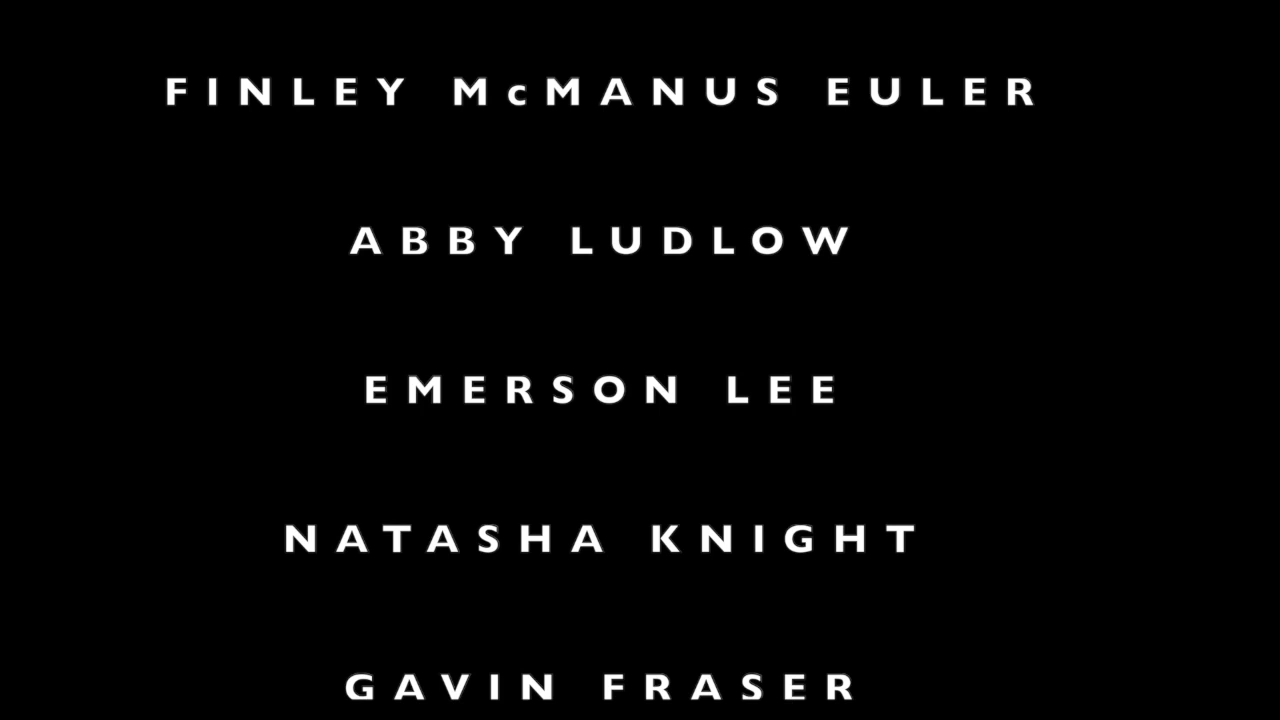 FINLEY McMANUS EULER
ABBY LUDLOW
EMERSON LEE
NATASHA KNIGHT
GAVIN FRASER